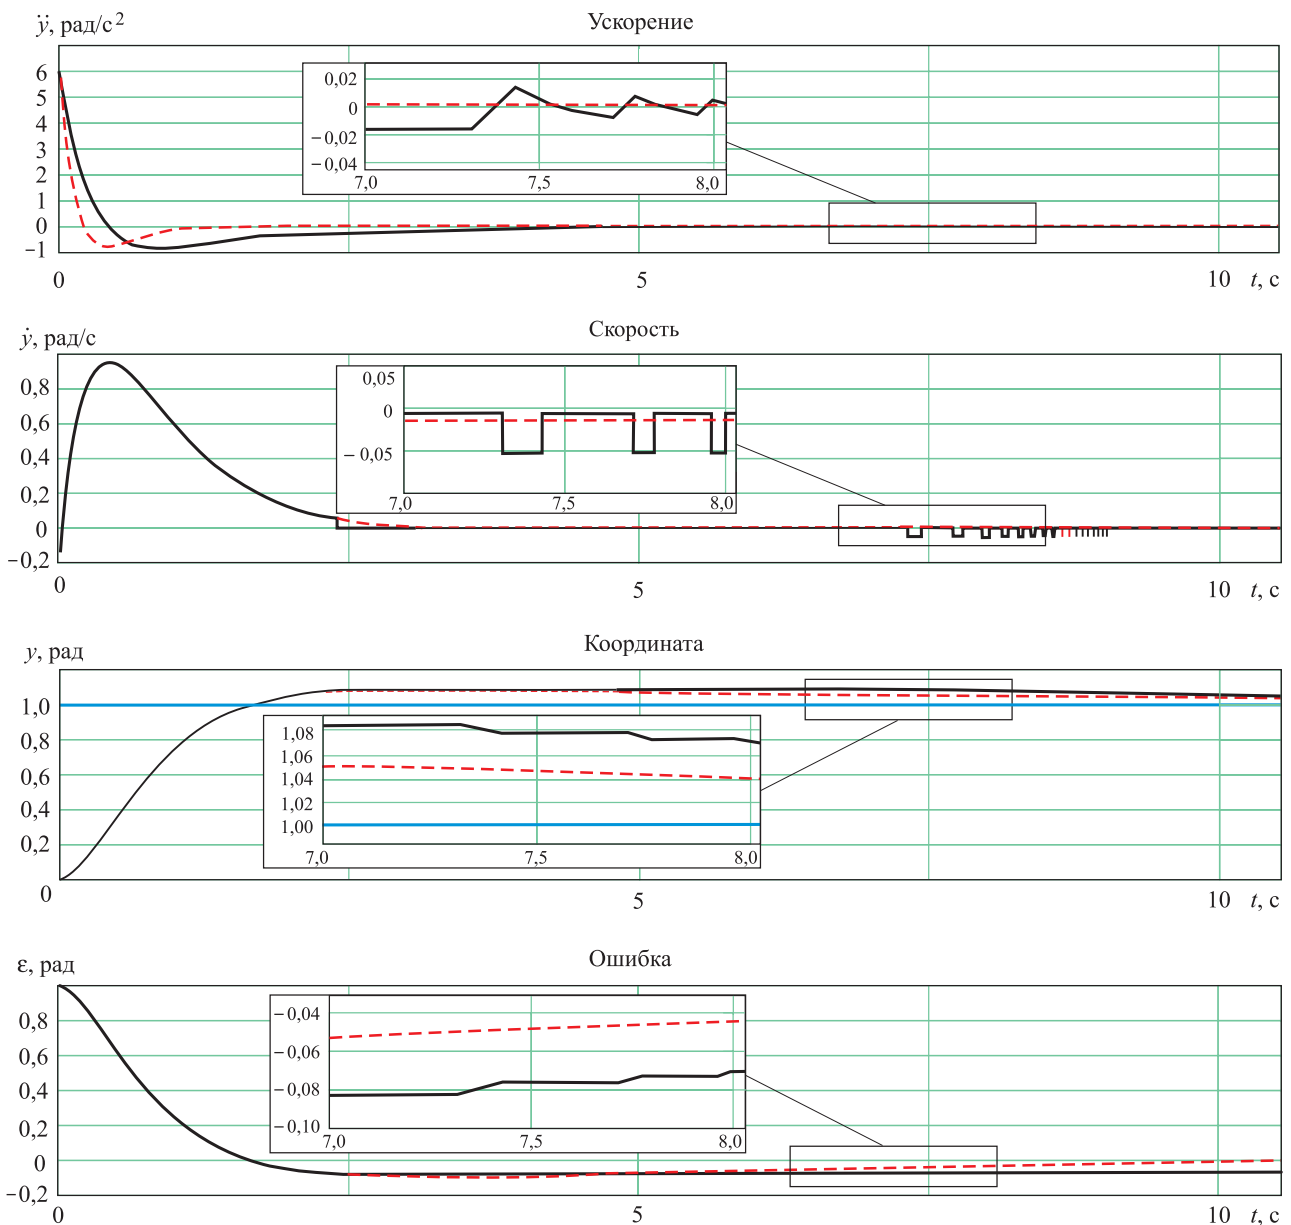 ÿ, рад/с²
Ускорение
6
5
4
3
2
1
0
−1
0,02
0
−0,02
−0,04
7,0 7,5 8,0
0 5 10 t, с
ẏ, рад/с
Скорость
0,8
0,6
0,4
0,2
0
−0,2
0,05
0
−0,05
7,0 7,5 8,0
0 5 10 t, с
y, рад
Координата
1,0
0,8
0,6
0,4
0,2
0
1,08
1,06
1,04
1,02
1,00
7,0 7,5 8,0
5 10 t, с
ε, рад
Ошибка
0,8
0,6
0,4
0,2
0
−0,2
−0,04
−0,06
−0,08
−0,10
7,0 7,5 8,0
0 5 10 t, с